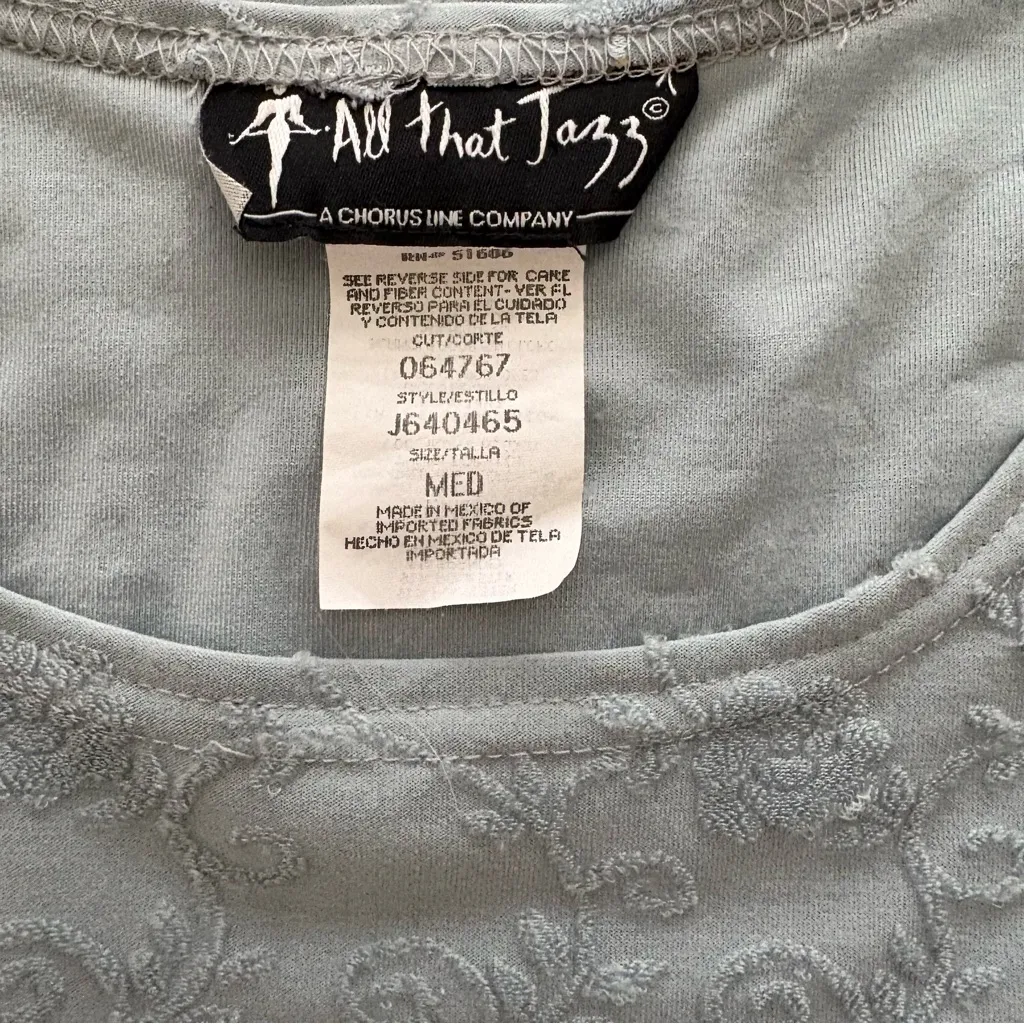 All That Jazz ©
A CHORUS LINE COMPANY
RN#
SEE REVERSE SIDE FOR CARE
AND FIBER CONTENT-VER AL
REVERSO PARA EL CUIDADO
Y CONTENIDO DE LA TELA
CUT/CORTE
064767
STYLE/ESTILLO
J640465
SIZE/TALLA
MED
MADE IN MEXICO OF
IMPORTED FABRICS
HECHO EN MEXICO DE TELA
IMPORTADA